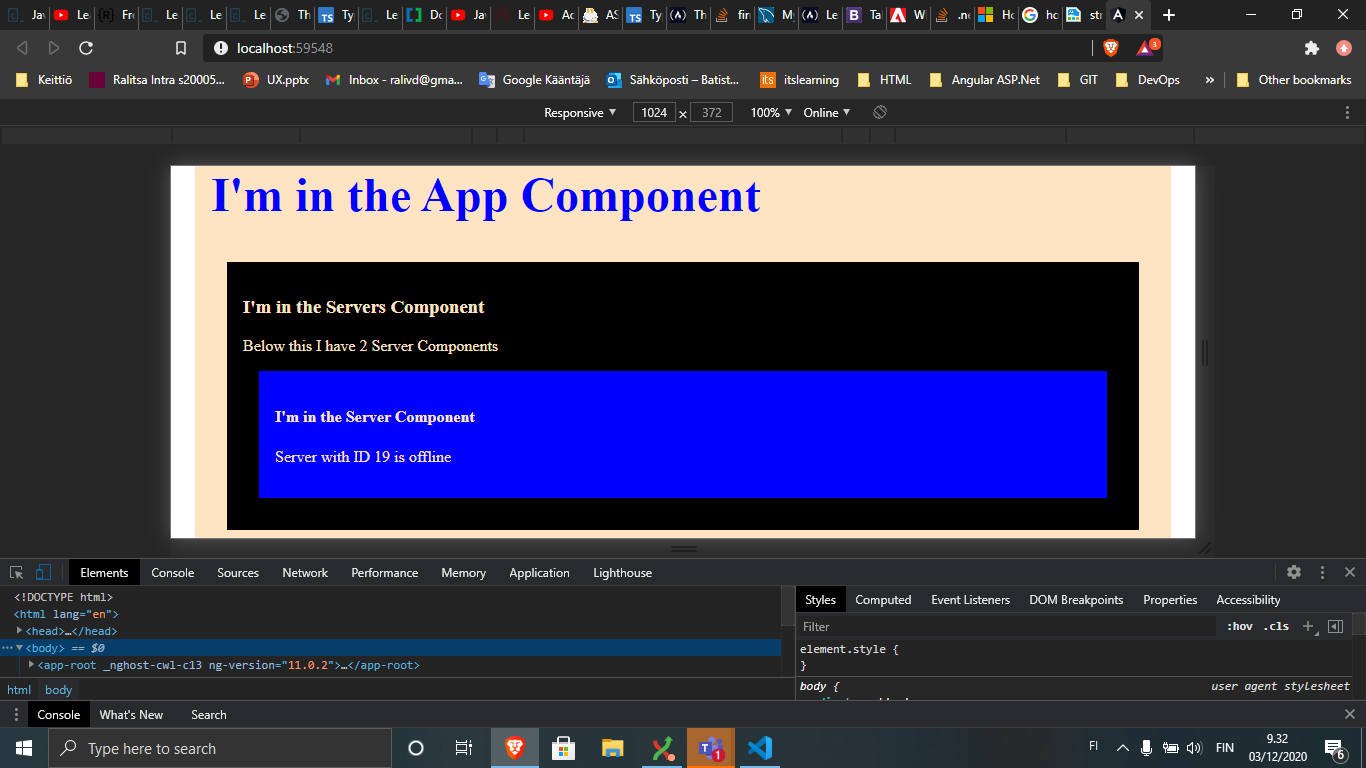 Ja Le Fr Le Le Le Th Ty Le Do Ja Le Ac AS Ty Th fir My Le Ta W .ne Ho ho str
localhost:59548
3
Keittiö Ralitsa Intra s20005... UX.pptx Inbox - ralivd@gma... Google Kääntäjä Sähköposti – Batist... its itslearning HTML Angular ASP.Net GIT DevOps » Other bookmarks
Responsive 1024 × 372 100% Online
I'm in the App Component
I'm in the Servers Component
Below this I have 2 Server Components
I'm in the Server Component
Server with ID 19 is offline
Elements Console Sources Network Performance Memory Application Lighthouse
<!DOCTYPE html>
<html lang="en">
<head>…</head>
<body> == $0
<app-root _nghost-cwl-c13 ng-version="11.0.2">…</app-root>
html body
Styles Computed Event Listeners DOM Breakpoints Properties Accessibility
Filter :hov .cls
element.style {
}
body { user agent stylesheet
Console What's New Search
Type here to search
1
FI FIN 9.32
03/12/2020
6